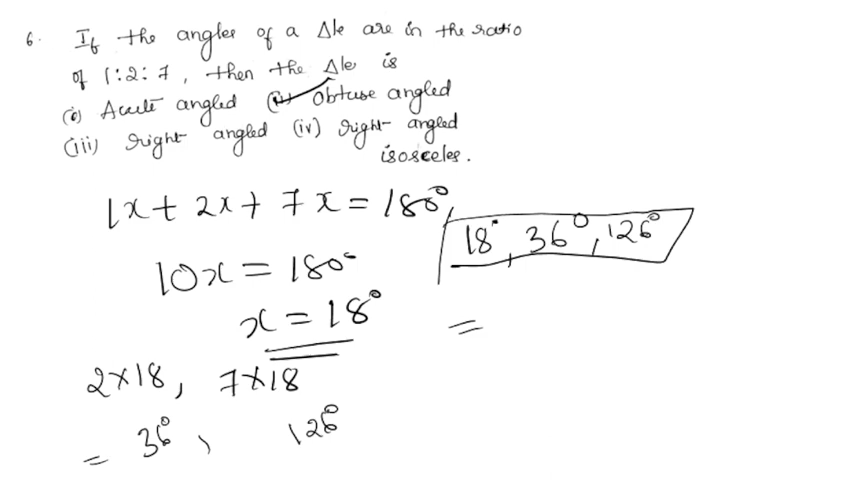 6. If the angles of a Δle are in the ratio
of 1:2:7, then the Δle is
(i) Acute angled (ii) Obtuse angled
(iii) right angled (iv) right angled
isosceles.
1x + 2x + 7x = 180°
18°, 36°, 126°
10x = 180°
x = 18°
=
2×18, 7×18
= 36°, 126°